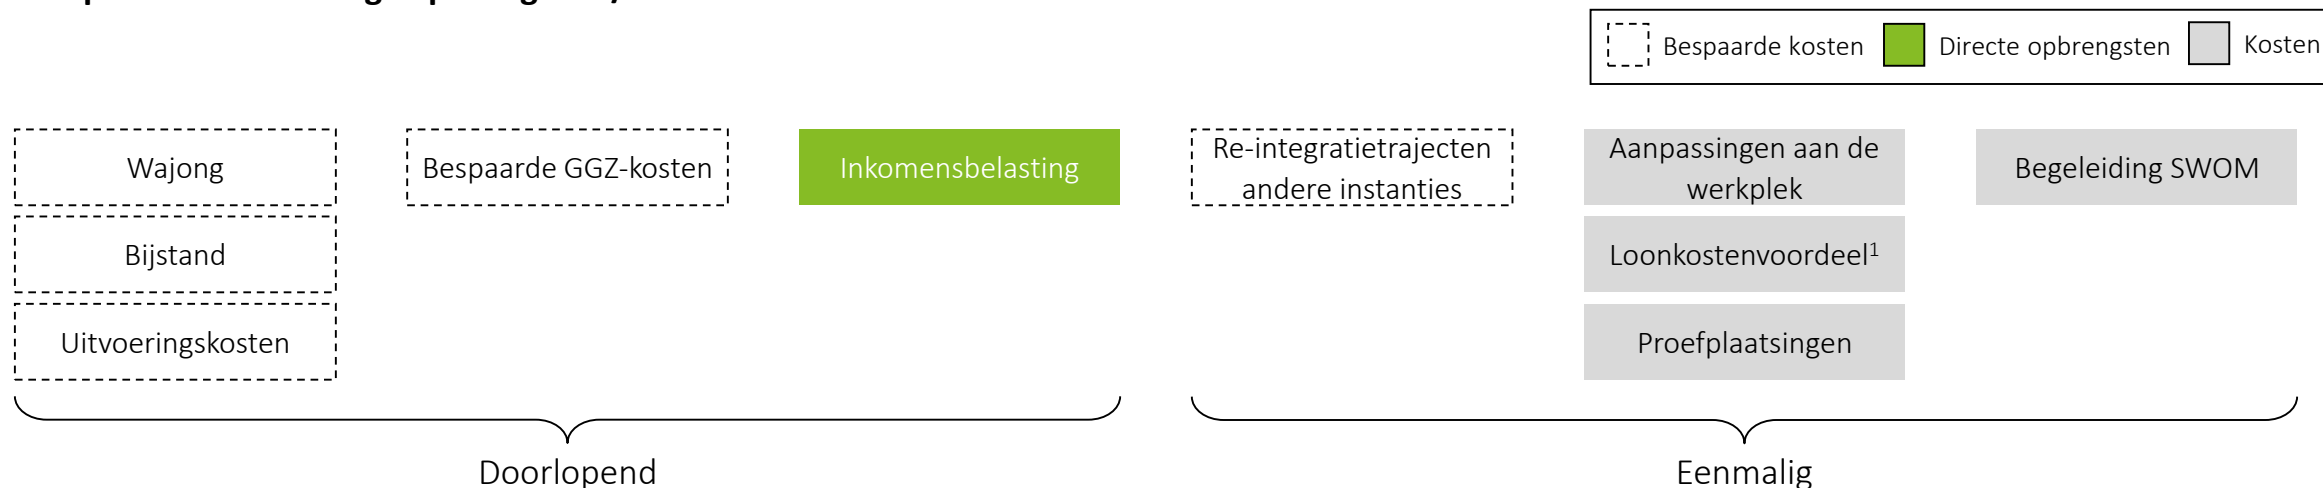 Bespaarde kosten Directe opbrengsten Kosten
Wajong
Bespaarde GGZ-kosten
Inkomensbelasting
Re-integratietrajecten
andere instanties
Aanpassingen aan de
werkplek
Begeleiding SWOM
Bijstand
Loonkostenvoordeel¹
Uitvoeringskosten
Proefplaatsingen
Doorlopend
Eenmalig